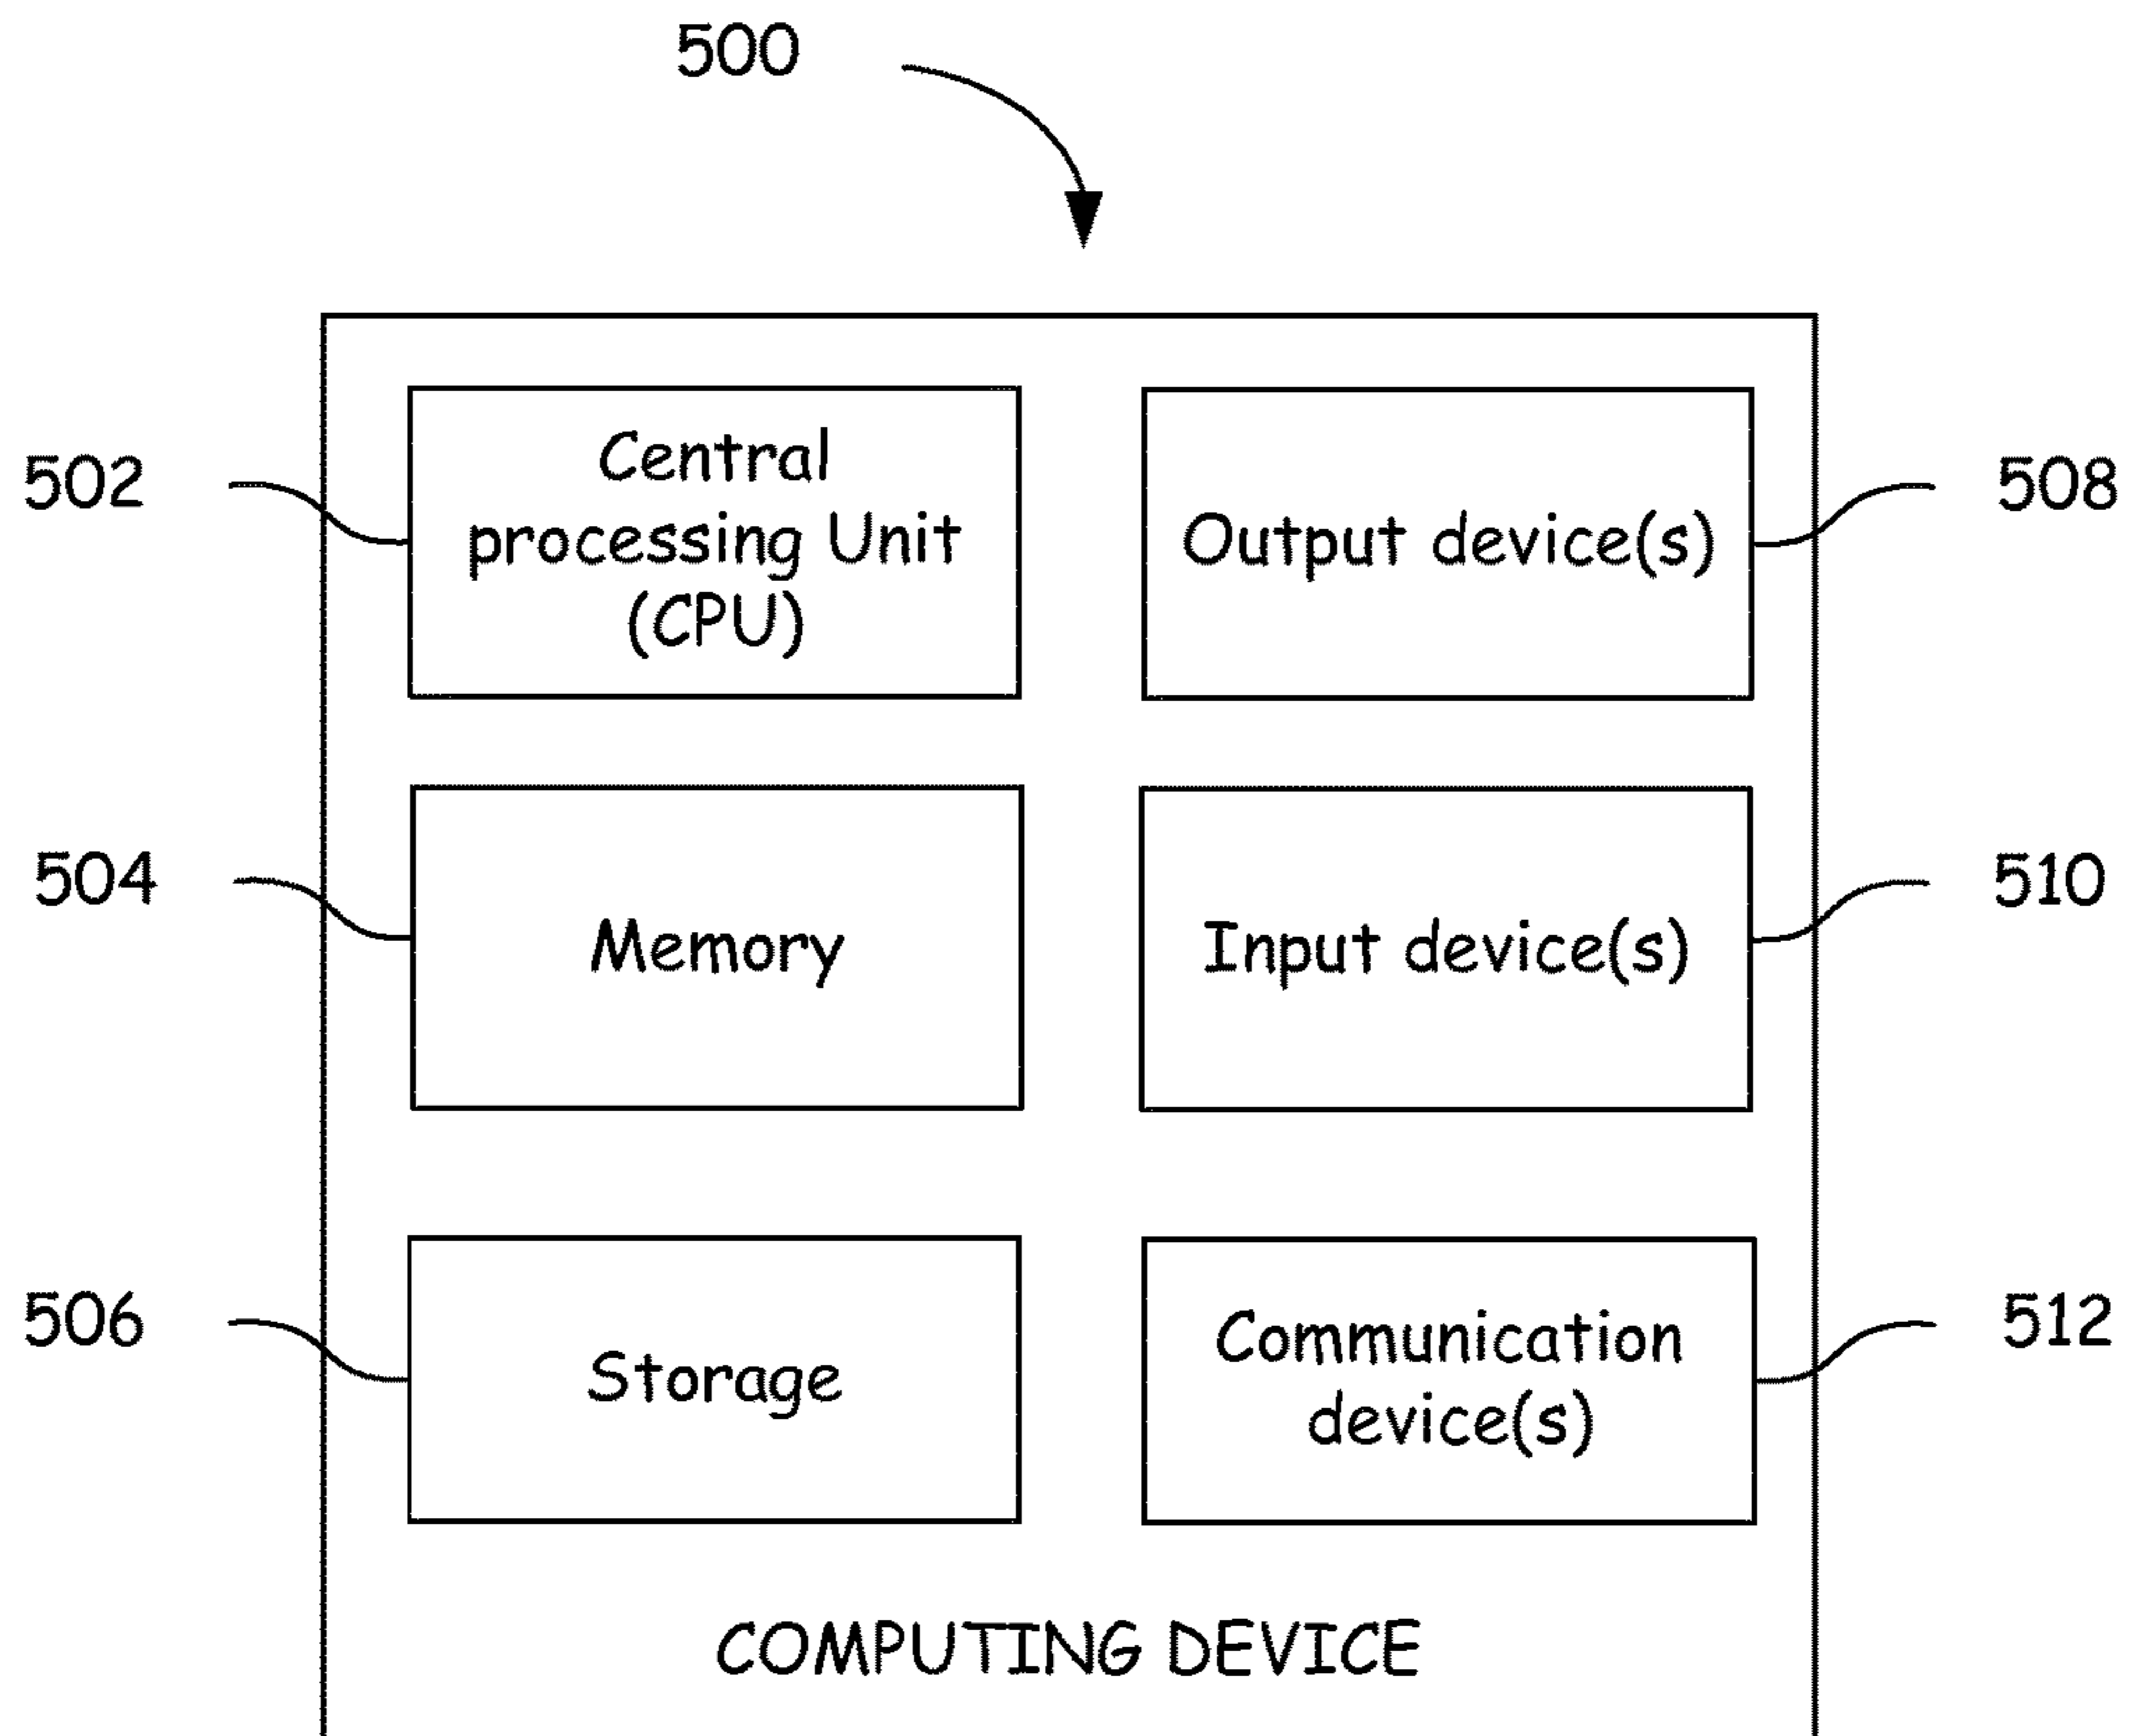 500
502
Central
processing Unit
(CPU)
Output device(s)
508
504
Memory
Input device(s)
510
506
Storage
Communication
device(s)
512
COMPUTING DEVICE